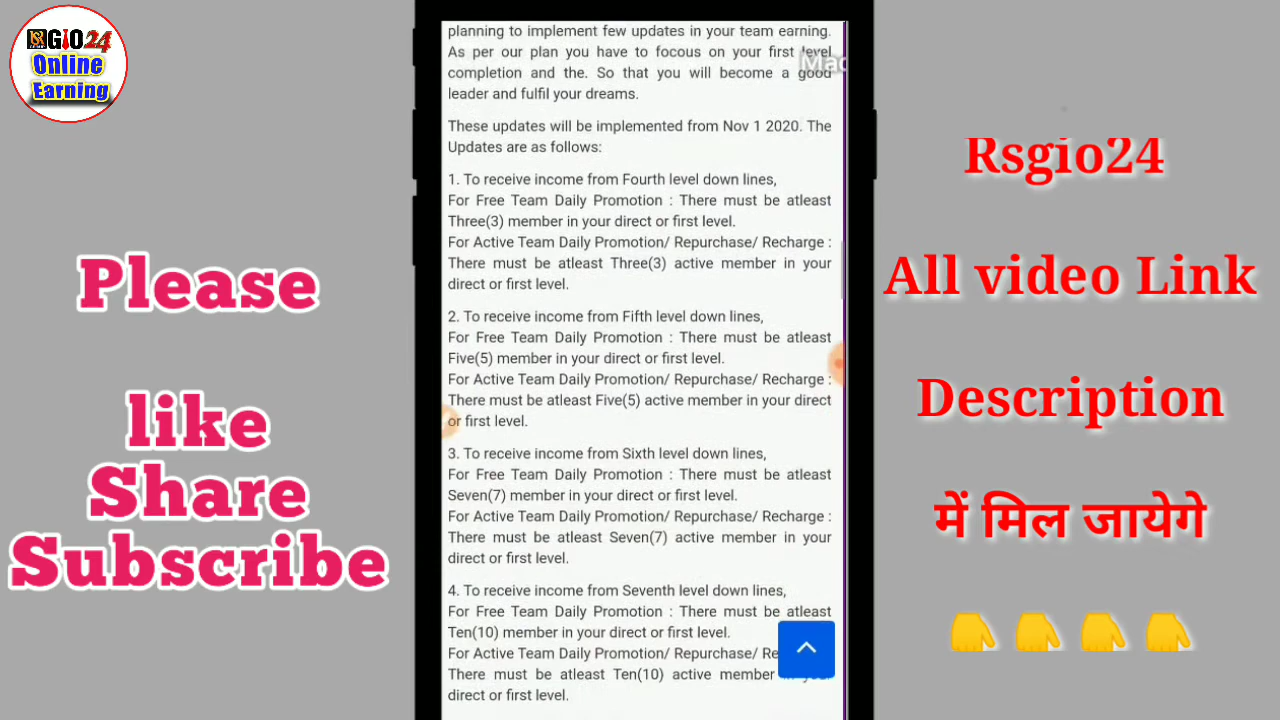 RSGIO24
Online
Earning
Please
like
Share
Subscribe
planning to implement few updates in your team earning.
As per our plan you have to focous on your first level
completion and the. So that you will become a good
leader and fulfil your dreams.
These updates will be implemented from Nov 1 2020. The
Updates are as follows:
1. To receive income from Fourth level down lines,
For Free Team Daily Promotion : There must be atleast
Three(3) member in your direct or first level.
For Active Team Daily Promotion/ Repurchase/ Recharge :
There must be atleast Three(3) active member in your
direct or first level.
2. To receive income from Fifth level down lines,
For Free Team Daily Promotion : There must be atleast
Five(5) member in your direct or first level.
For Active Team Daily Promotion/ Repurchase/ Recharge :
There must be atleast Five(5) active member in your direct
or first level.
3. To receive income from Sixth level down lines,
For Free Team Daily Promotion : There must be atleast
Seven(7) member in your direct or first level.
For Active Team Daily Promotion/ Repurchase/ Recharge :
There must be atleast Seven(7) active member in your
direct or first level.
4. To receive income from Seventh level down lines,
For Free Team Daily Promotion : There must be atleast
Ten(10) member in your direct or first level.
For Active Team Daily Promotion/ Repurchase/
There must be atleast Ten(10) active member in your
direct or first level.
Rsgio24
All video Link
Description
में मिल जायेगे